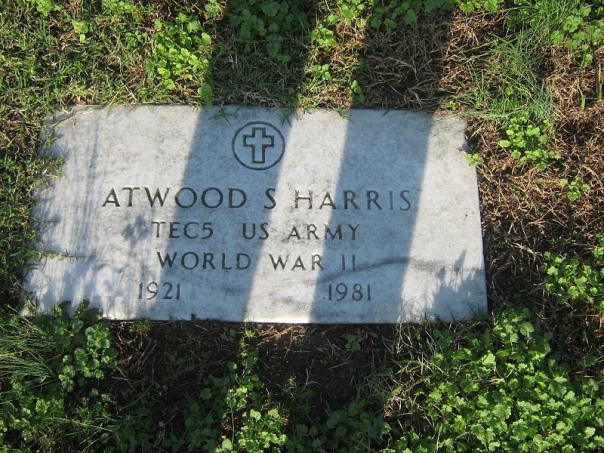 ATWOOD S HARRIS
TEC5 US ARMY
WORLD WAR II
1921 1981